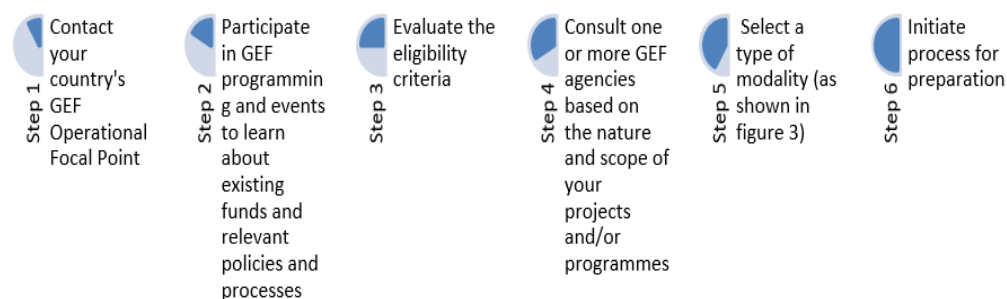 Step 1
Contact
your
country's
GEF
Operational
Focal Point
Step 2
Participate
in GEF
programmin
g and events
to learn
about
existing
funds and
relevant
policies and
processes
Step 3
Evaluate the
eligibility
criteria
Step 4
Consult one
or more GEF
agencies
based on
the nature
and scope of
your
projects
and/or
programmes
Step 5
Select a
type of
modality (as
shown in
figure 3)
Step 6
Initiate
process for
preparation